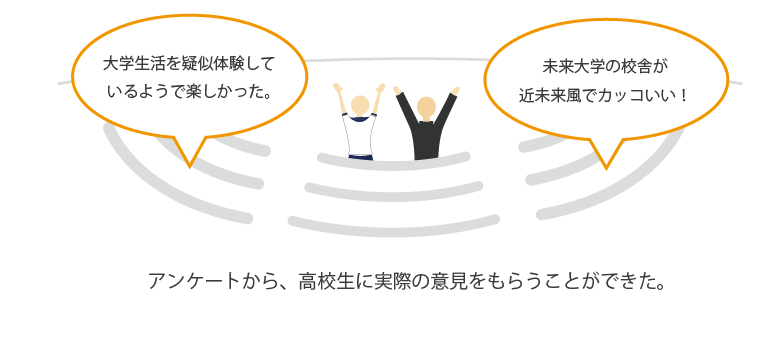 大学生活を疑似体験して
いるようで楽しかった。
未来大学の校舎が
近未来風でカッコいい！
アンケートから、高校生に実際の意見をもらうことができた。